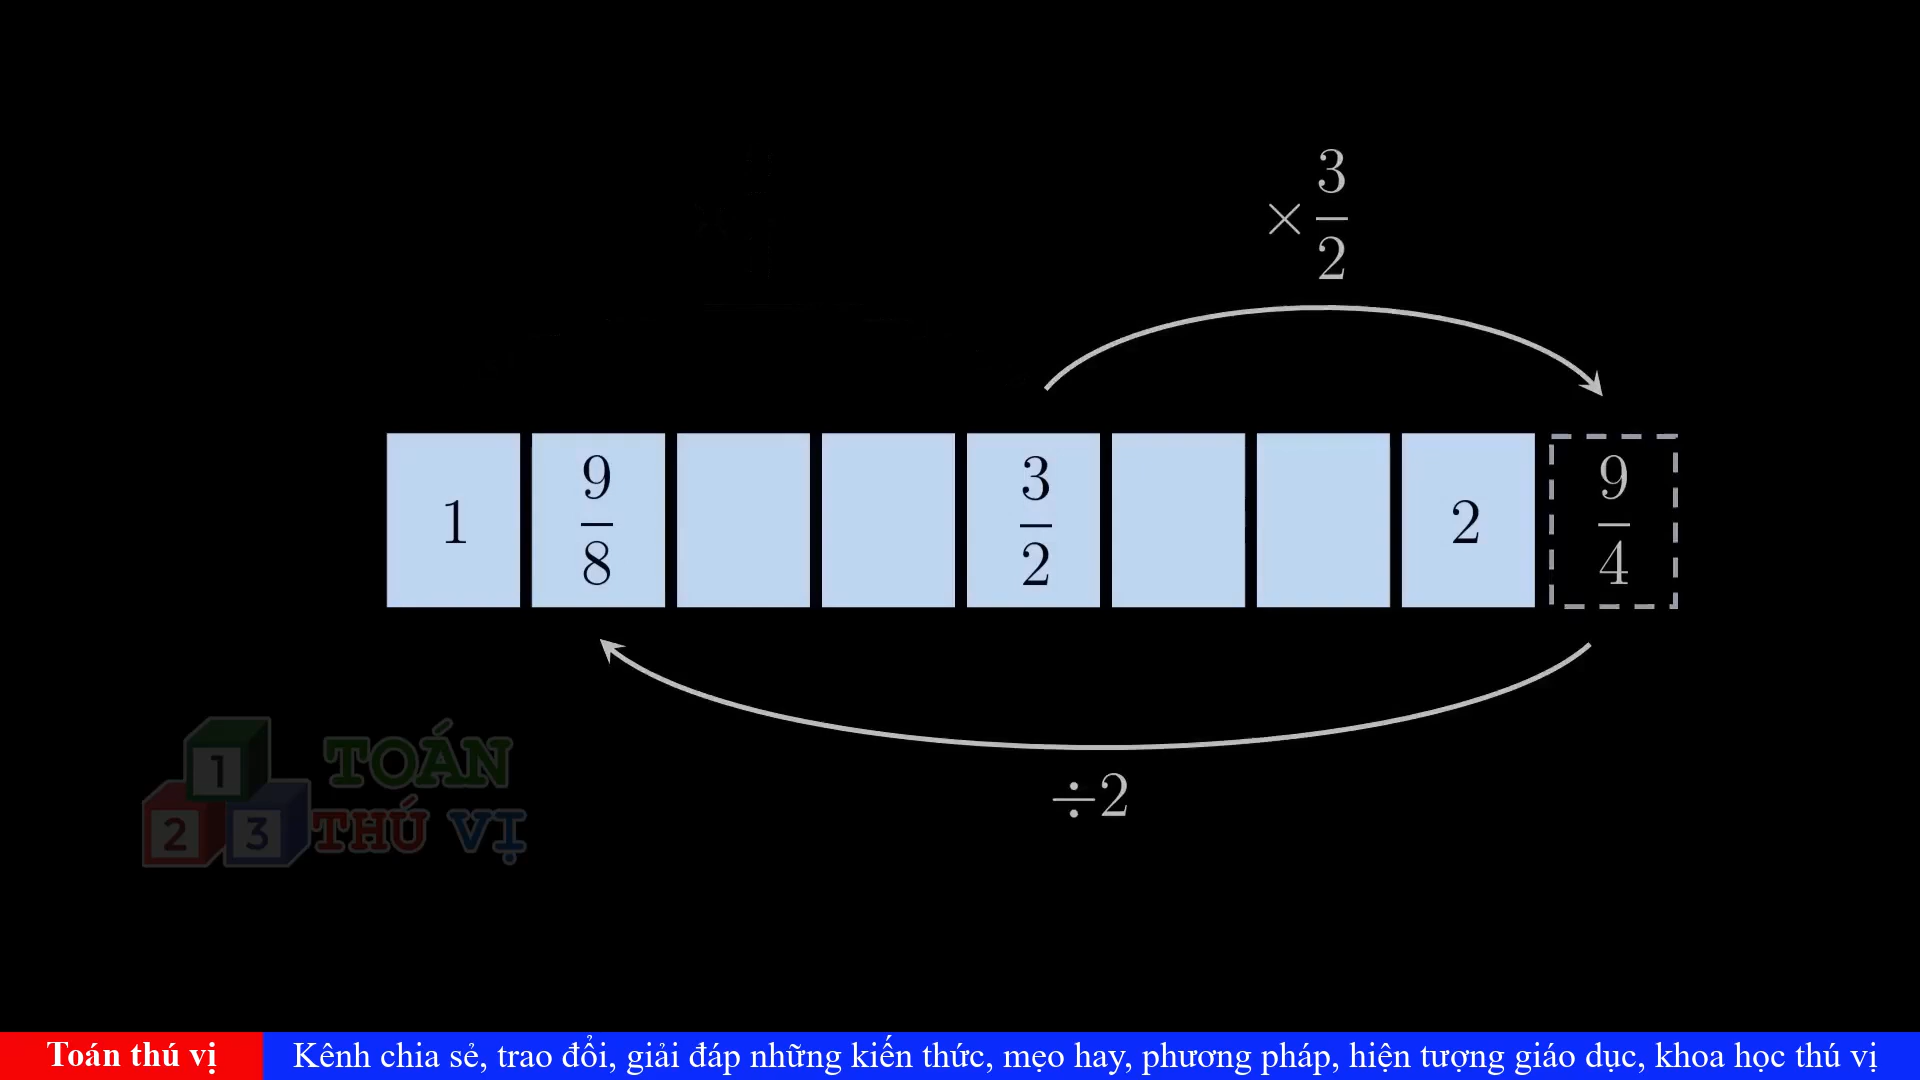 ×3/2
1 9/8 3/2 2 9/4
÷2
1
2 3
TOÁN
THÚ VỊ
Toán thú vị
Kênh chia sẻ, trao đổi, giải đáp những kiến thức, mẹo hay, phương pháp, hiện tượng giáo dục, khoa học thú vị